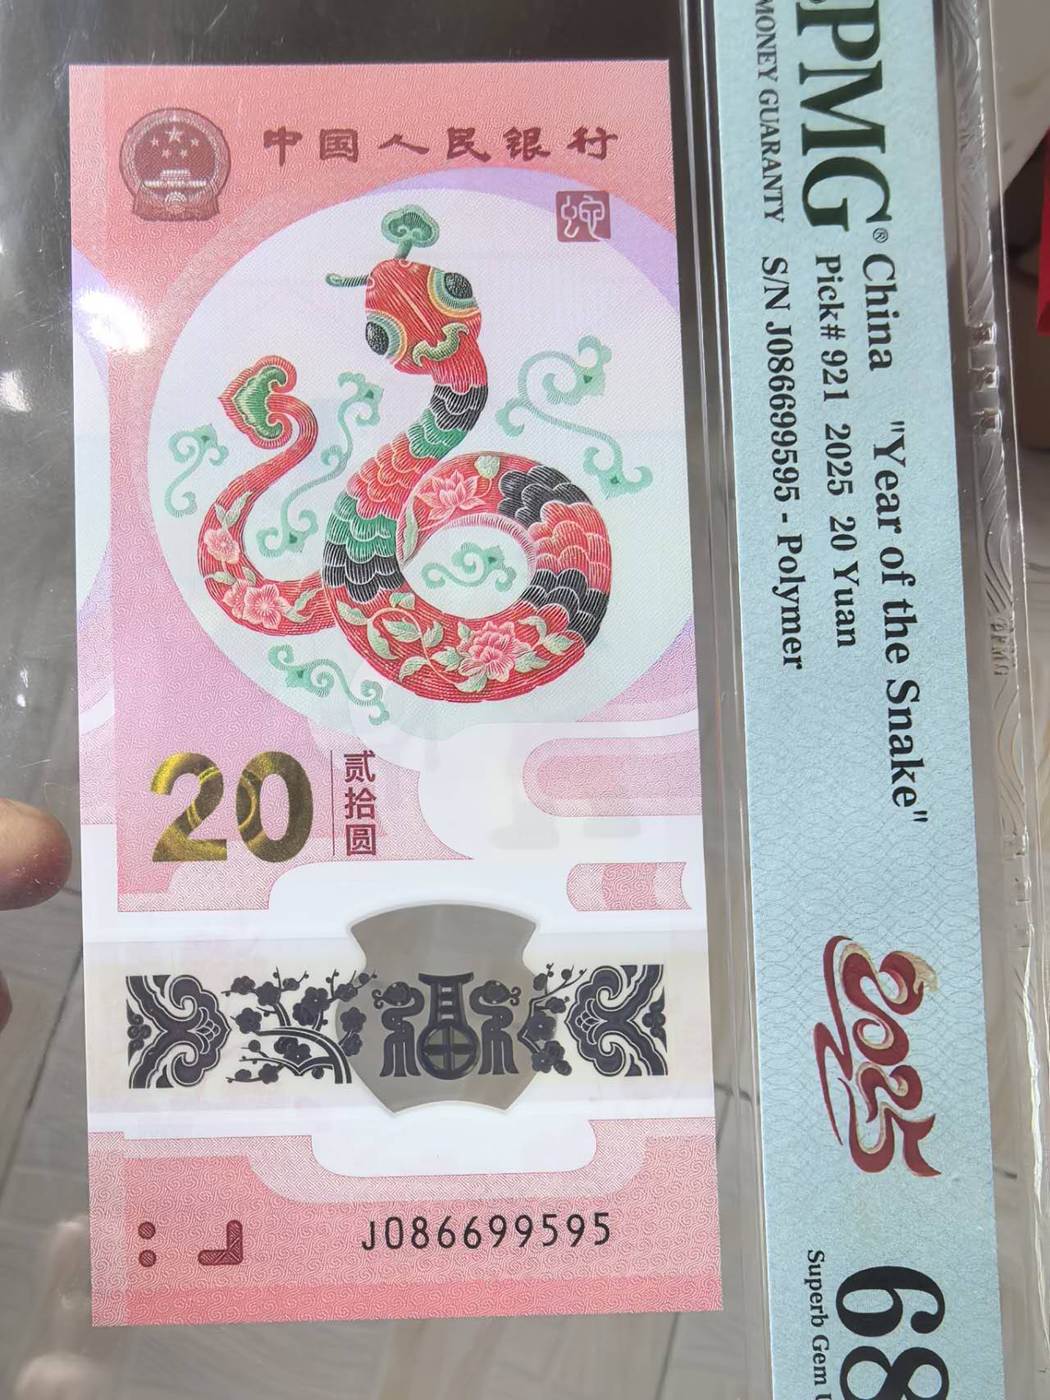 中国人民银行
蛇
20
贰拾圆
福
J086699595
PMG
MONEY GUARANTY
China "Year of the Snake"
Pick# 921 2025 20 Yuan
S/N J086699595 - Polymer
2025
68
Superb Gem